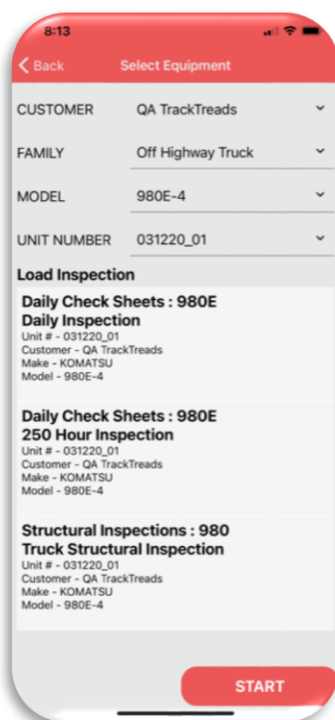 8:13
Back Select Equipment
CUSTOMER QA TrackTreads
FAMILY Off Highway Truck
MODEL 980E-4
UNIT NUMBER 031220_01
Load Inspection
Daily Check Sheets : 980E
Daily Inspection
Unit # - 031220_01
Customer - QA TrackTreads
Make - KOMATSU
Model - 980E-4
Daily Check Sheets : 980E
250 Hour Inspection
Unit # - 031220_01
Customer - QA TrackTreads
Make - KOMATSU
Model - 980E-4
Structural Inspections : 980
Truck Structural Inspection
Unit # - 031220_01
Customer - QA TrackTreads
Make - KOMATSU
Model - 980E-4
START